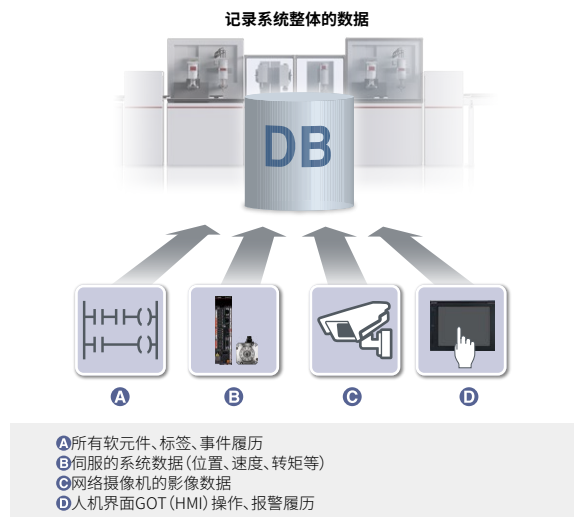 记录系统整体的数据
DB
A B C D
A所有软元件、标签、事件履历
B伺服的系统数据（位置、速度、转矩等）
C网络摄像机的影像数据
D人机界面GOT（HMI）操作、报警履历